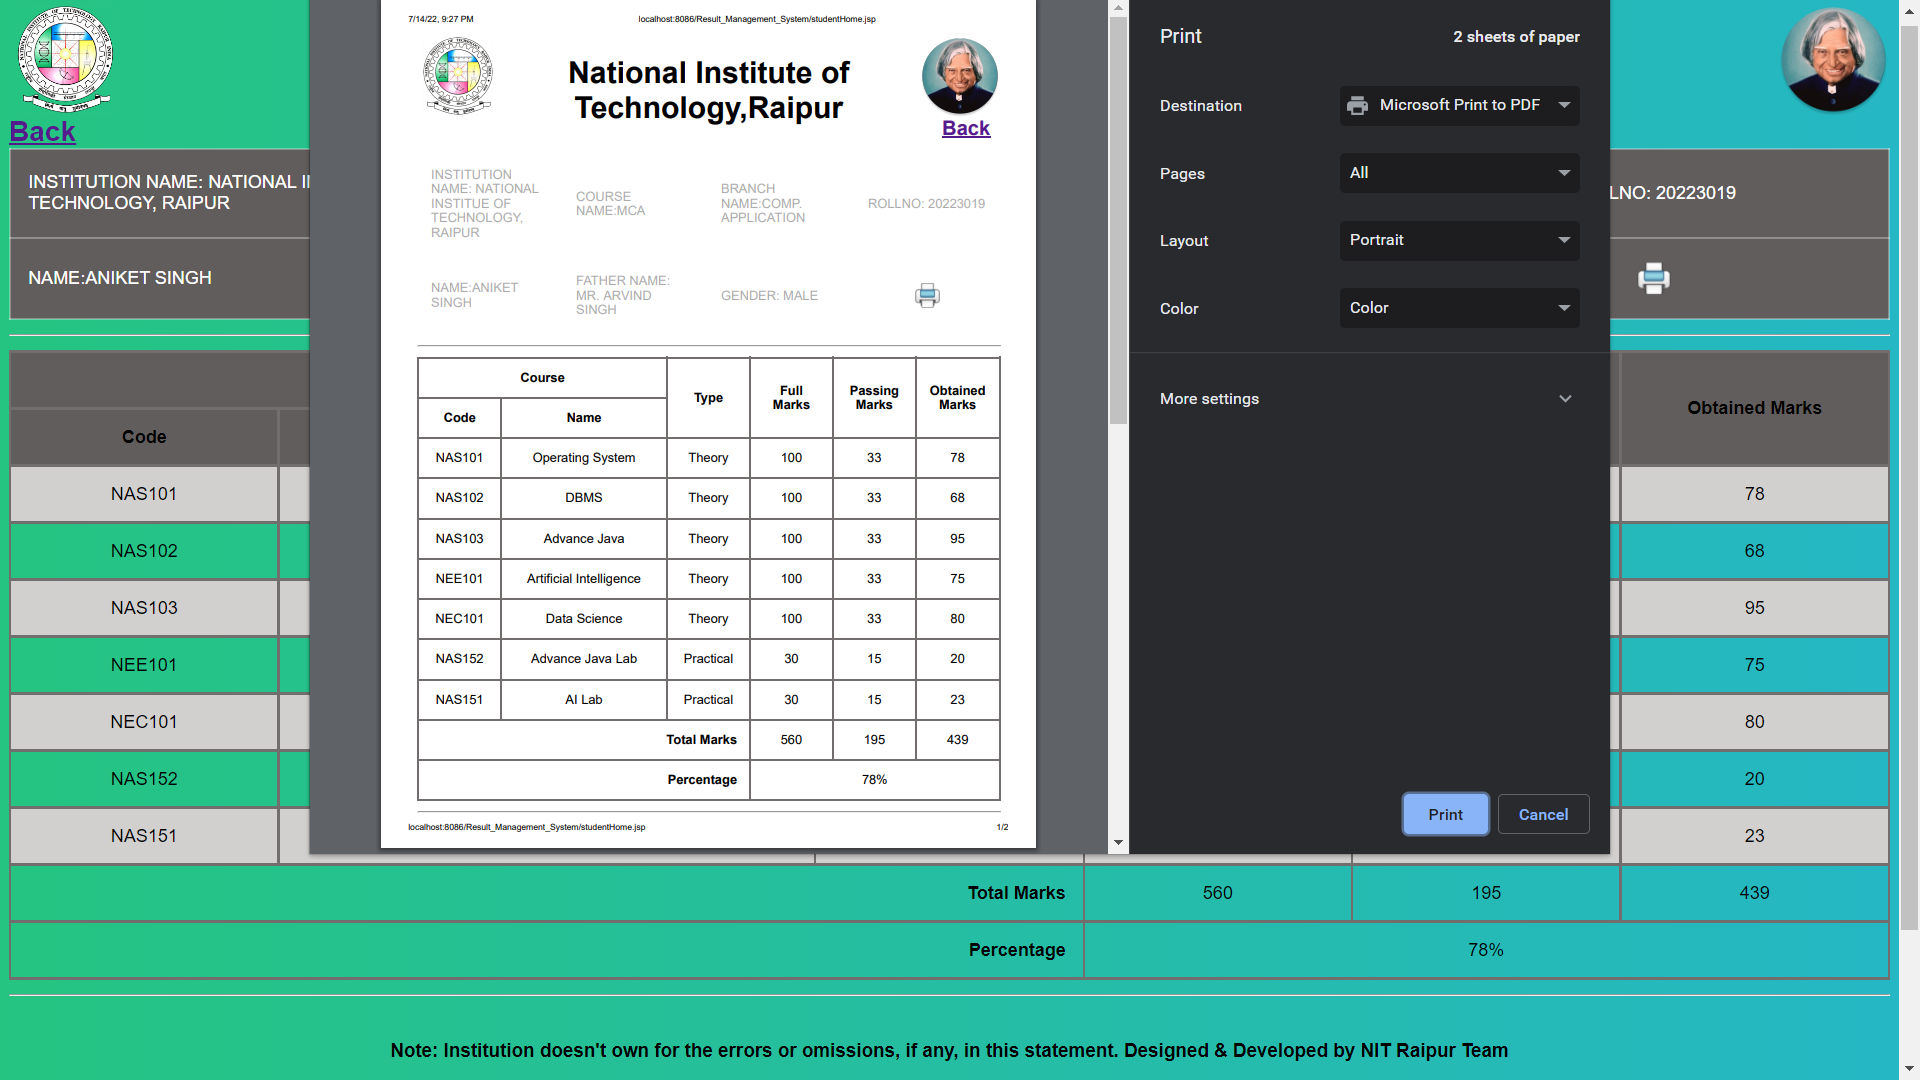 Back
INSTITUTION NAME: NATIONAL I
TECHNOLOGY, RAIPUR
NAME:ANIKET SINGH
Code
NAS101
NAS102
NAS103
NEE101
NEC101
NAS152
NAS151
7/14/22, 9:27 PM localhost:8086/Result_Management_System/studentHome.jsp
National Institute of
Technology,Raipur
Back
INSTITUTION
NAME: NATIONAL
INSTITUE OF
TECHNOLOGY,
RAIPUR
COURSE
NAME:MCA
BRANCH
NAME:COMP.
APPLICATION
ROLLNO: 20223019
NAME:ANIKET
SINGH
FATHER NAME:
MR. ARVIND
SINGH
GENDER: MALE
Course Type Full Marks Passing Marks Obtained Marks
Code Name
NAS101 Operating System Theory 100 33 78
NAS102 DBMS Theory 100 33 68
NAS103 Advance Java Theory 100 33 95
NEE101 Artificial Intelligence Theory 100 33 75
NEC101 Data Science Theory 100 33 80
NAS152 Advance Java Lab Practical 30 15 20
NAS151 AI Lab Practical 30 15 23
Total Marks 560 195 439
Percentage 78%
localhost:8086/Result_Management_System/studentHome.jsp 1/2
Print 2 sheets of paper
Destination Microsoft Print to PDF
Pages All
Layout Portrait
Color Color
More settings
Print Cancel
LNO: 20223019
Obtained Marks
78
68
95
75
80
20
23
Total Marks 560 195 439
Percentage 78%
Note: Institution doesn't own for the errors or omissions, if any, in this statement. Designed & Developed by NIT Raipur Team